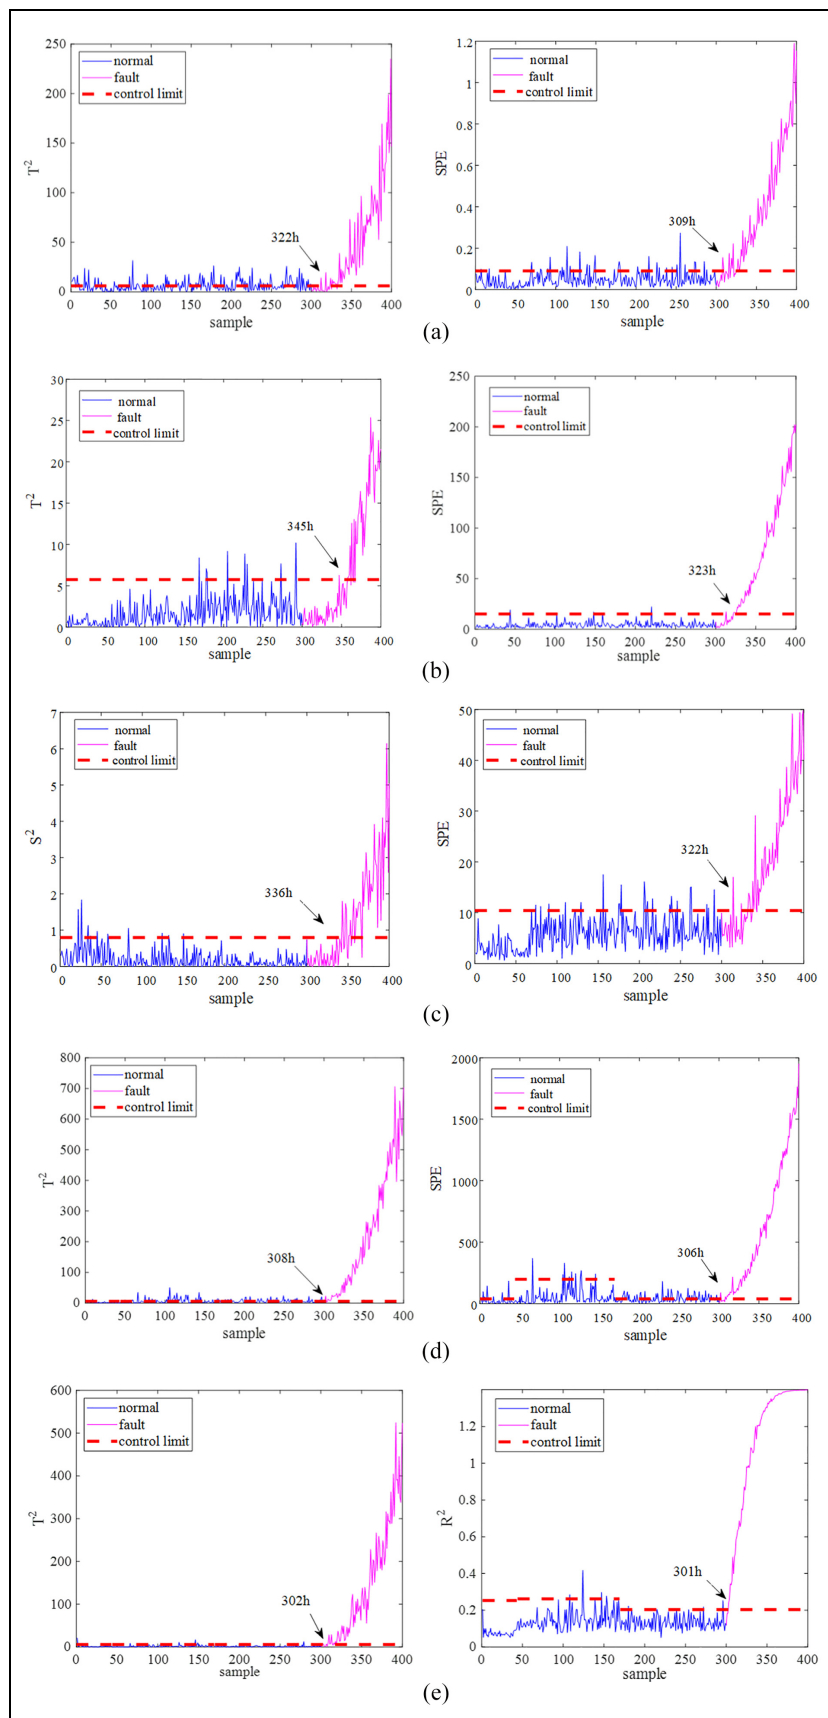 250
200
150
100
50
0
T²
normal
fault
control limit
322h
0 50 100 150 200 250 300 350 400
sample
1.2
1
0.8
0.6
0.4
0.2
0
SPE
normal
fault
control limit
309h
0 50 100 150 200 250 300 350 400
sample
(a)
30
25
20
15
10
5
0
T²
normal
fault
control limit
345h
0 50 100 150 200 250 300 350 400
sample
250
200
150
100
50
0
SPE
normal
fault
control limit
323h
0 50 100 150 200 250 300 350 400
sample
(b)
7
6
5
4
3
2
1
0
S²
normal
fault
control limit
336h
0 50 100 150 200 250 300 350 400
sample
50
40
30
20
10
0
SPE
normal
fault
control limit
322h
0 50 100 150 200 250 300 350 400
sample
(c)
800
700
600
500
400
300
200
100
0
T²
normal
fault
control limit
308h
0 50 100 150 200 250 300 350 400
sample
2000
1500
1000
500
0
SPE
normal
fault
control limit
306h
0 50 100 150 200 250 300 350 400
sample
(d)
600
500
400
300
200
100
0
T²
normal
fault
control limit
302h
0 50 100 150 200 250 300 350 400
sample
1.2
1
0.8
0.6
0.4
0.2
0
R²
normal
fault
control limit
301h
0 50 100 150 200 250 300 350 400
sample
(e)